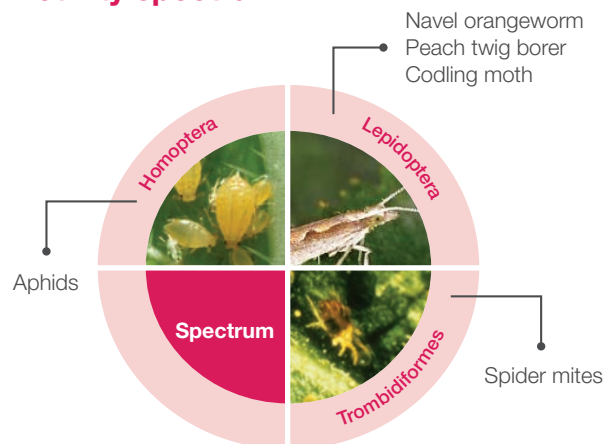 Navel orangeworm
Peach twig borer
Codling moth
Homoptera
Lepidoptera
Aphids
Spectrum
Trombidiformes
Spider mites